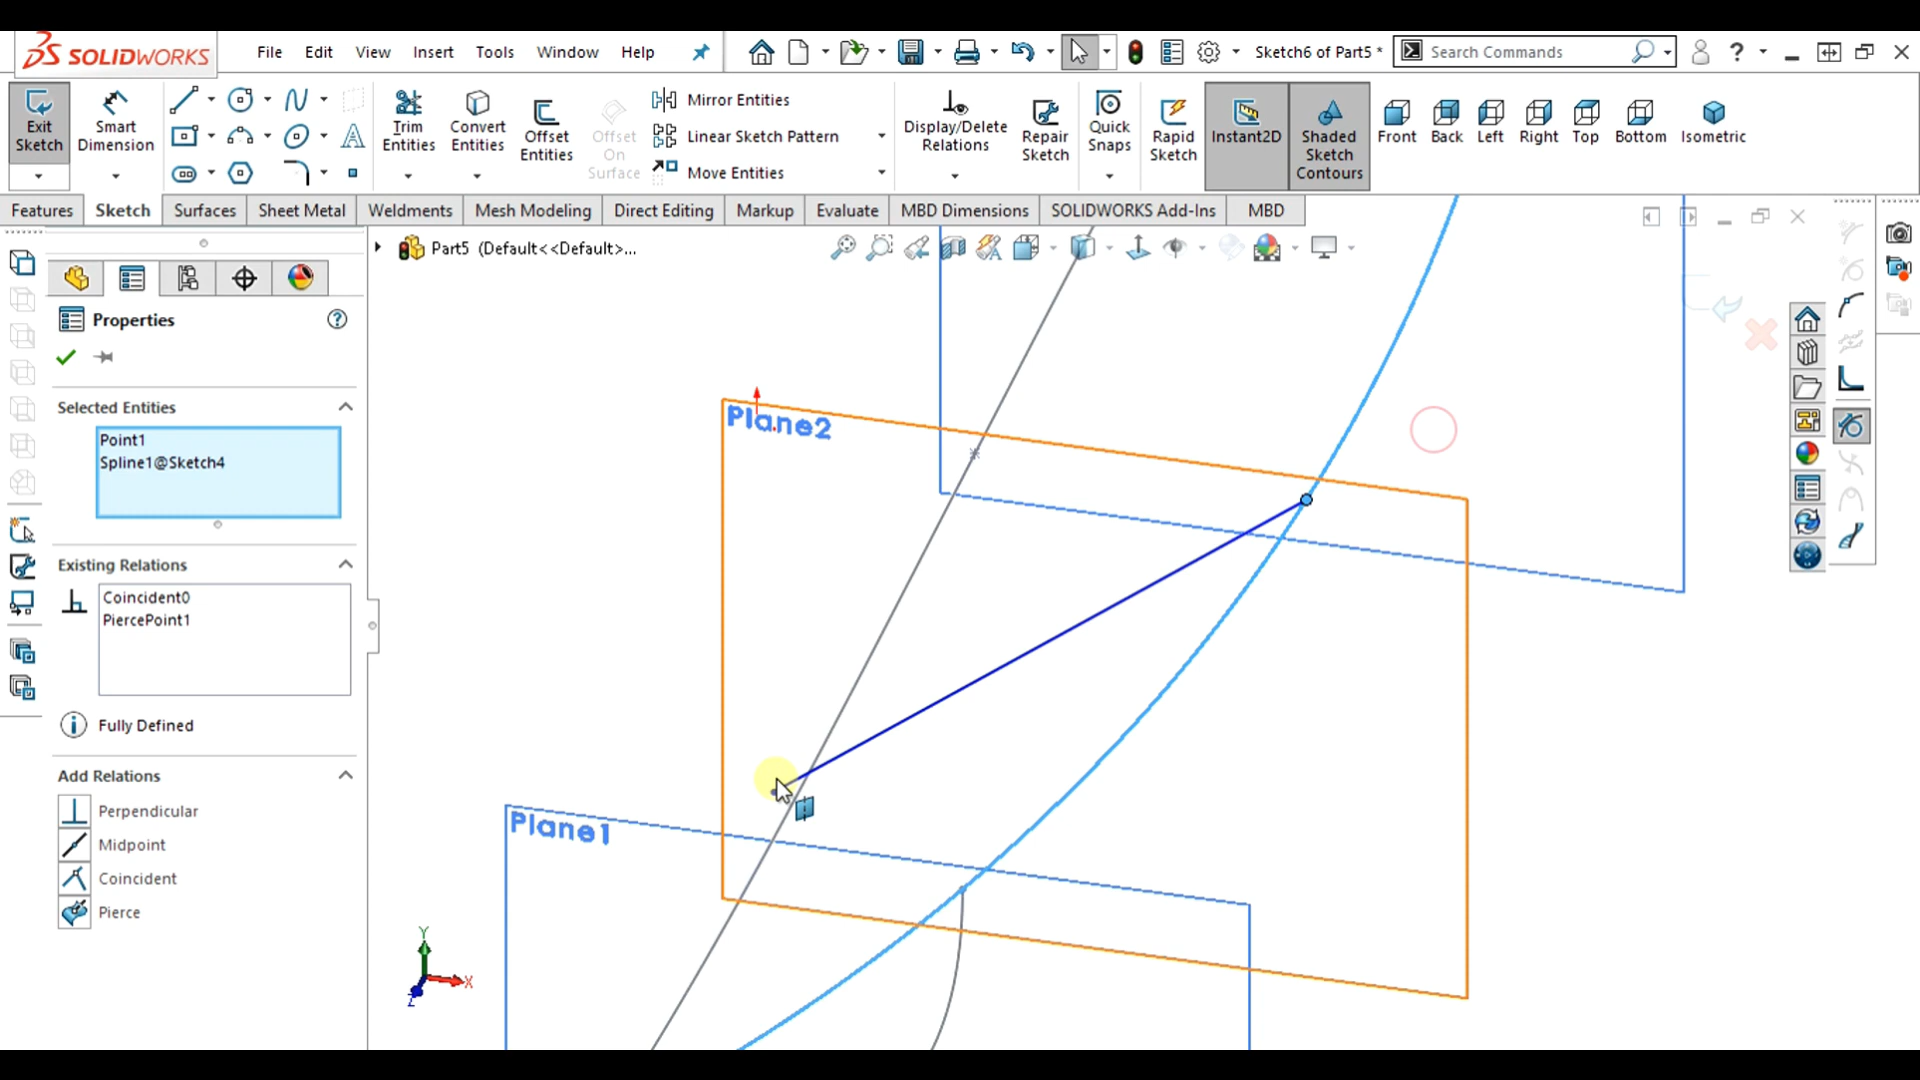 SOLIDWORKS File Edit View Insert Tools Window Help Sketch6 of Part5 * Search Commands ?
Exit Sketch
Smart Dimension
Trim Entities
Convert Entities
Offset Entities
Offset On Surface
Mirror Entities
Linear Sketch Pattern
Move Entities
Display/Delete Relations
Repair Sketch
Quick Snaps
Rapid Sketch
Instant2D
Shaded Sketch Contours
Front Back Left Right Top Bottom Isometric
Features Sketch Surfaces Sheet Metal Weldments Mesh Modeling Direct Editing Markup Evaluate MBD Dimensions SOLIDWORKS Add-Ins MBD
Part5 (Default<<Default>...
Properties
Selected Entities
Point1
Spline1@Sketch4
Existing Relations
Coincident0
PiercePoint1
Fully Defined
Add Relations
Perpendicular
Midpoint
Coincident
Pierce
Plane2
Plane1
Y
X
Z